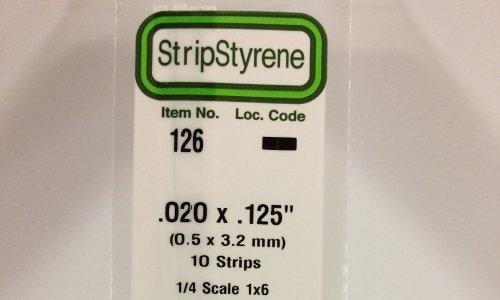 StripStyrene
Item No. Loc. Code
126
.020 x .125"
(0.5 x 3.2 mm)
10 Strips
1/4 Scale 1x6